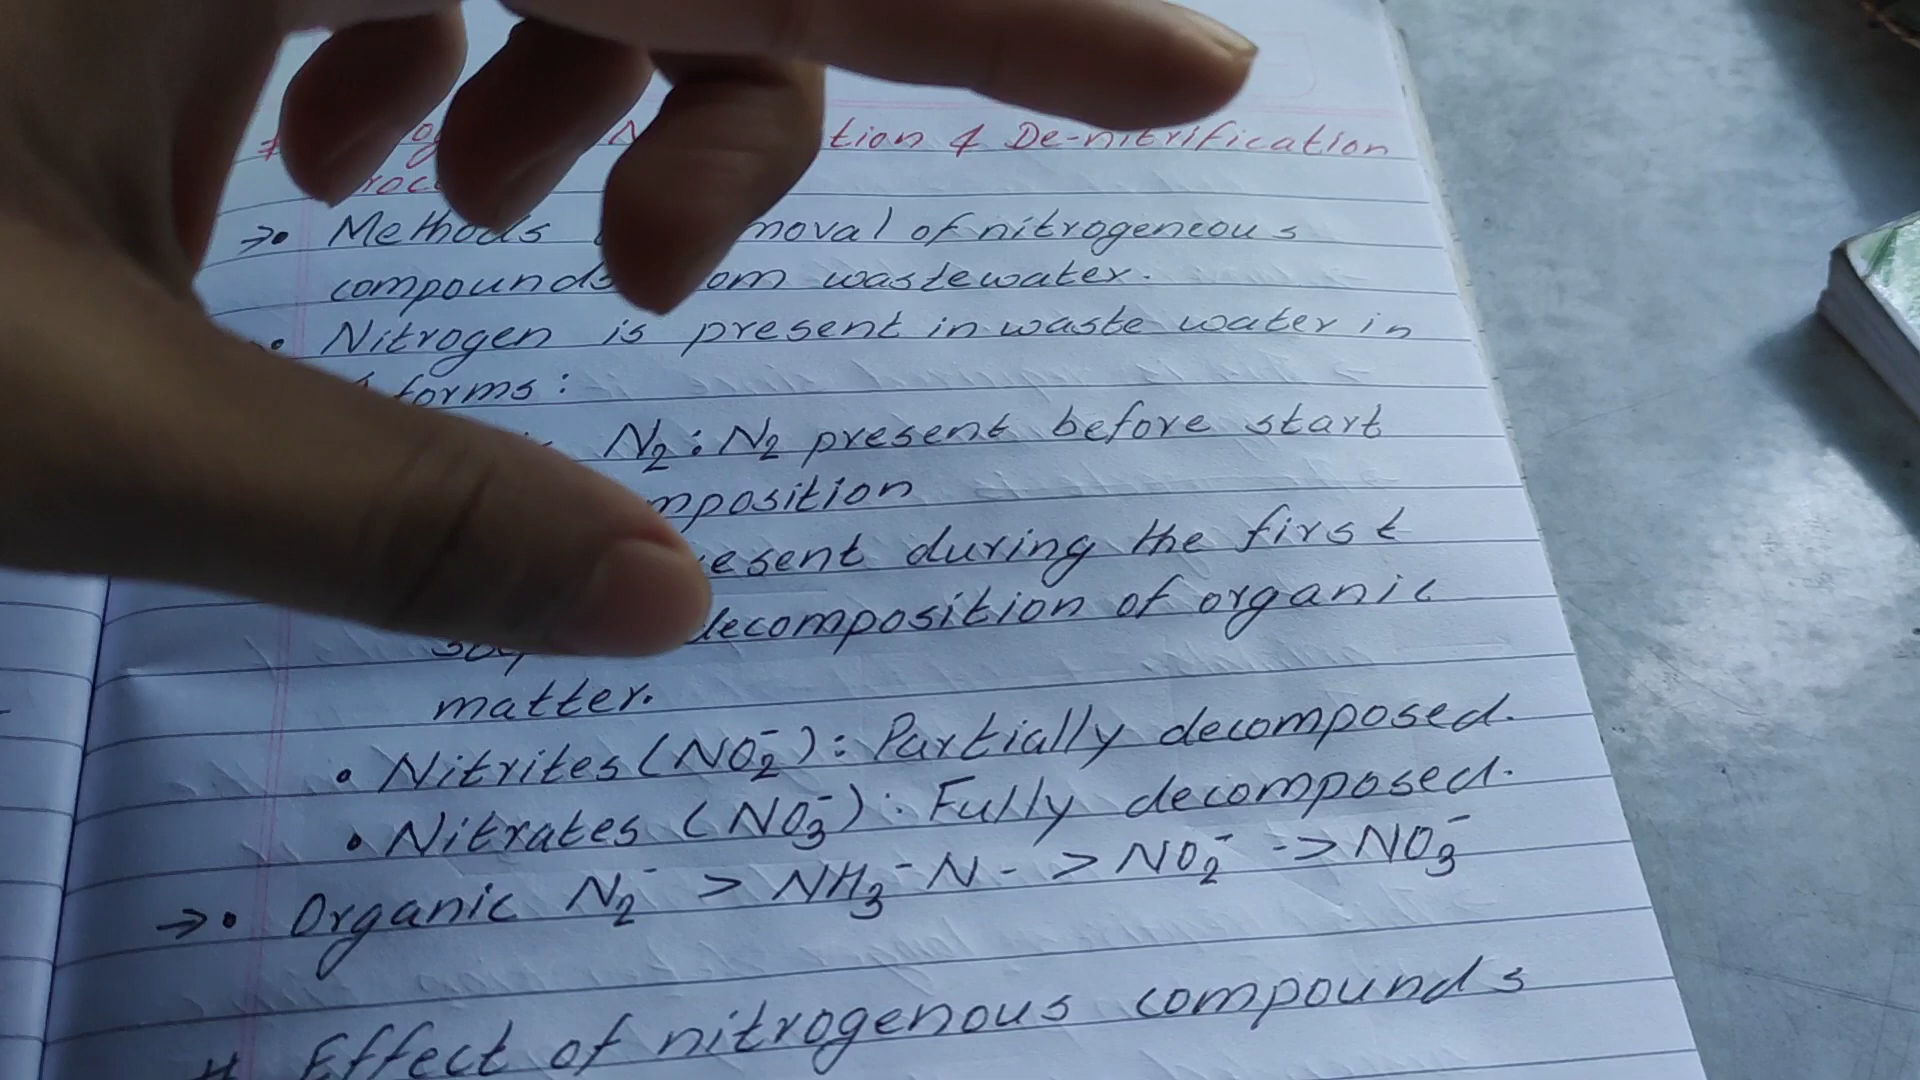 tion & De-nitrification
Methods moval of nitrogeneous
compounds om wastewater.
• Nitrogen is present in waste water in
forms:
N₂: N₂ present before start
mposition
esent during the first
decomposition of organic
matter.
• Nitrites (NO₂⁻): Partially decomposed.
• Nitrates (NO₃⁻): Fully decomposed.
→• Organic N₂⁻ > NH₃⁻N- > NO₂⁻ -> NO₃⁻
# Effect of nitrogenous compounds